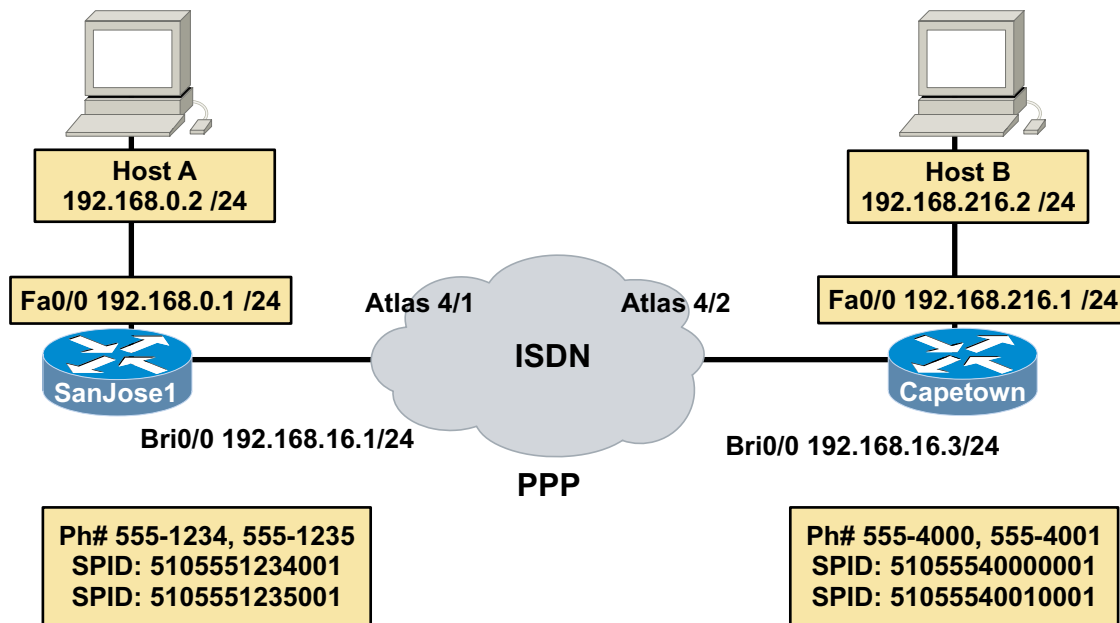 Host A
192.168.0.2 /24
Host B
192.168.216.2 /24
Fa0/0 192.168.0.1 /24
Atlas 4/1
Atlas 4/2
Fa0/0 192.168.216.1 /24
ISDN
SanJose1
Capetown
Bri0/0 192.168.16.1/24
Bri0/0 192.168.16.3/24
PPP
Ph# 555-1234, 555-1235
SPID: 5105551234001
SPID: 5105551235001
Ph# 555-4000, 555-4001
SPID: 51055540000001
SPID: 51055540010001